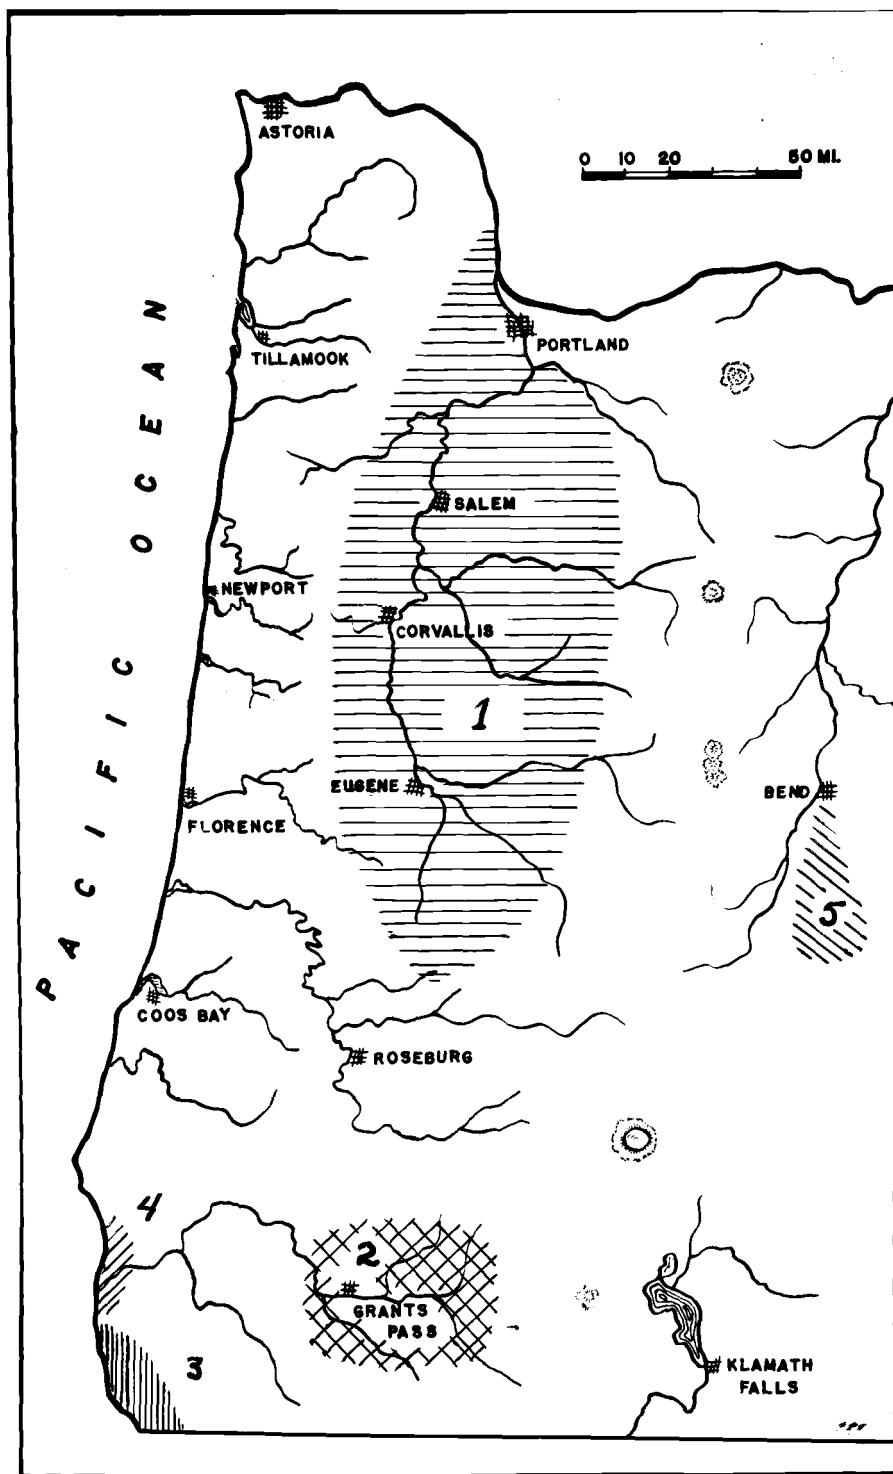 ASTORIA
0 10 20 50 MI.
PORTLAND
TILLAMOOK
PACIFIC OCEAN
SALEM
NEWPORT
CORVALLIS
1
EUGENE
BEND
FLORENCE
5
COOS BAY
ROSEBURG
4
2
GRANTS
PASS
3
KLAMATH
FALLS